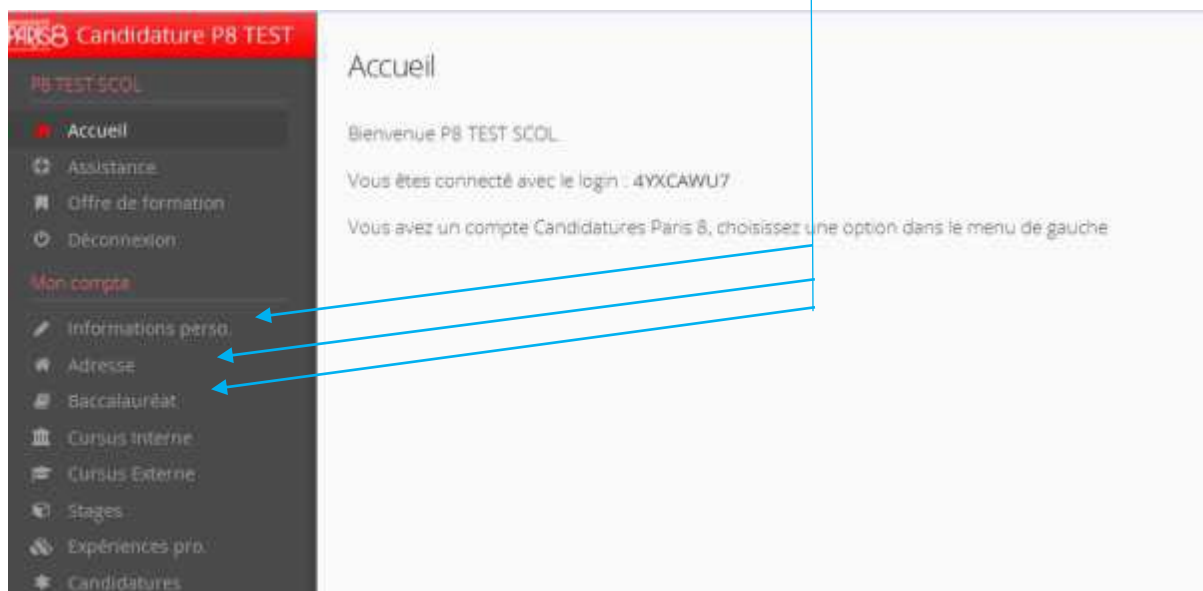 PARIS8 Candidature P8 TEST
P8 TEST SCOL
Accueil
Assistance
Offre de formation
Déconnexion
Mon compte
Informations perso.
Adresse
Baccalauréat
Cursus Interne
Cursus Externe
Stages
Expériences pro.
Candidatures
Accueil
Bienvenue P8 TEST SCOL
Vous êtes connecté avec le login : 4YXCAWU7
Vous avez un compte Candidatures Paris 8, choisissez une option dans le menu de gauche